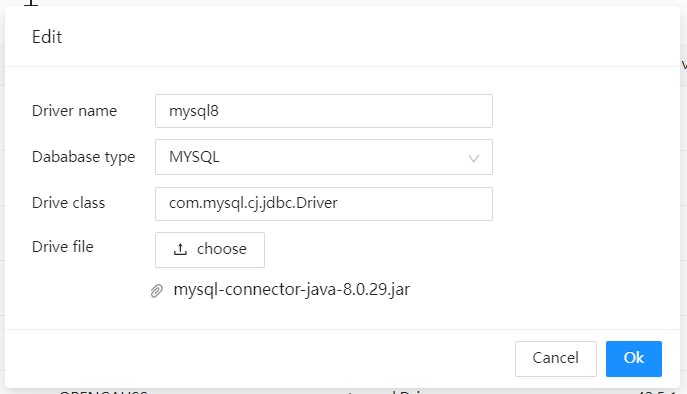 Edit
Driver name mysql8
Dababase type MYSQL
Drive class com.mysql.cj.jdbc.Driver
Drive file choose
mysql-connector-java-8.0.29.jar
Cancel Ok